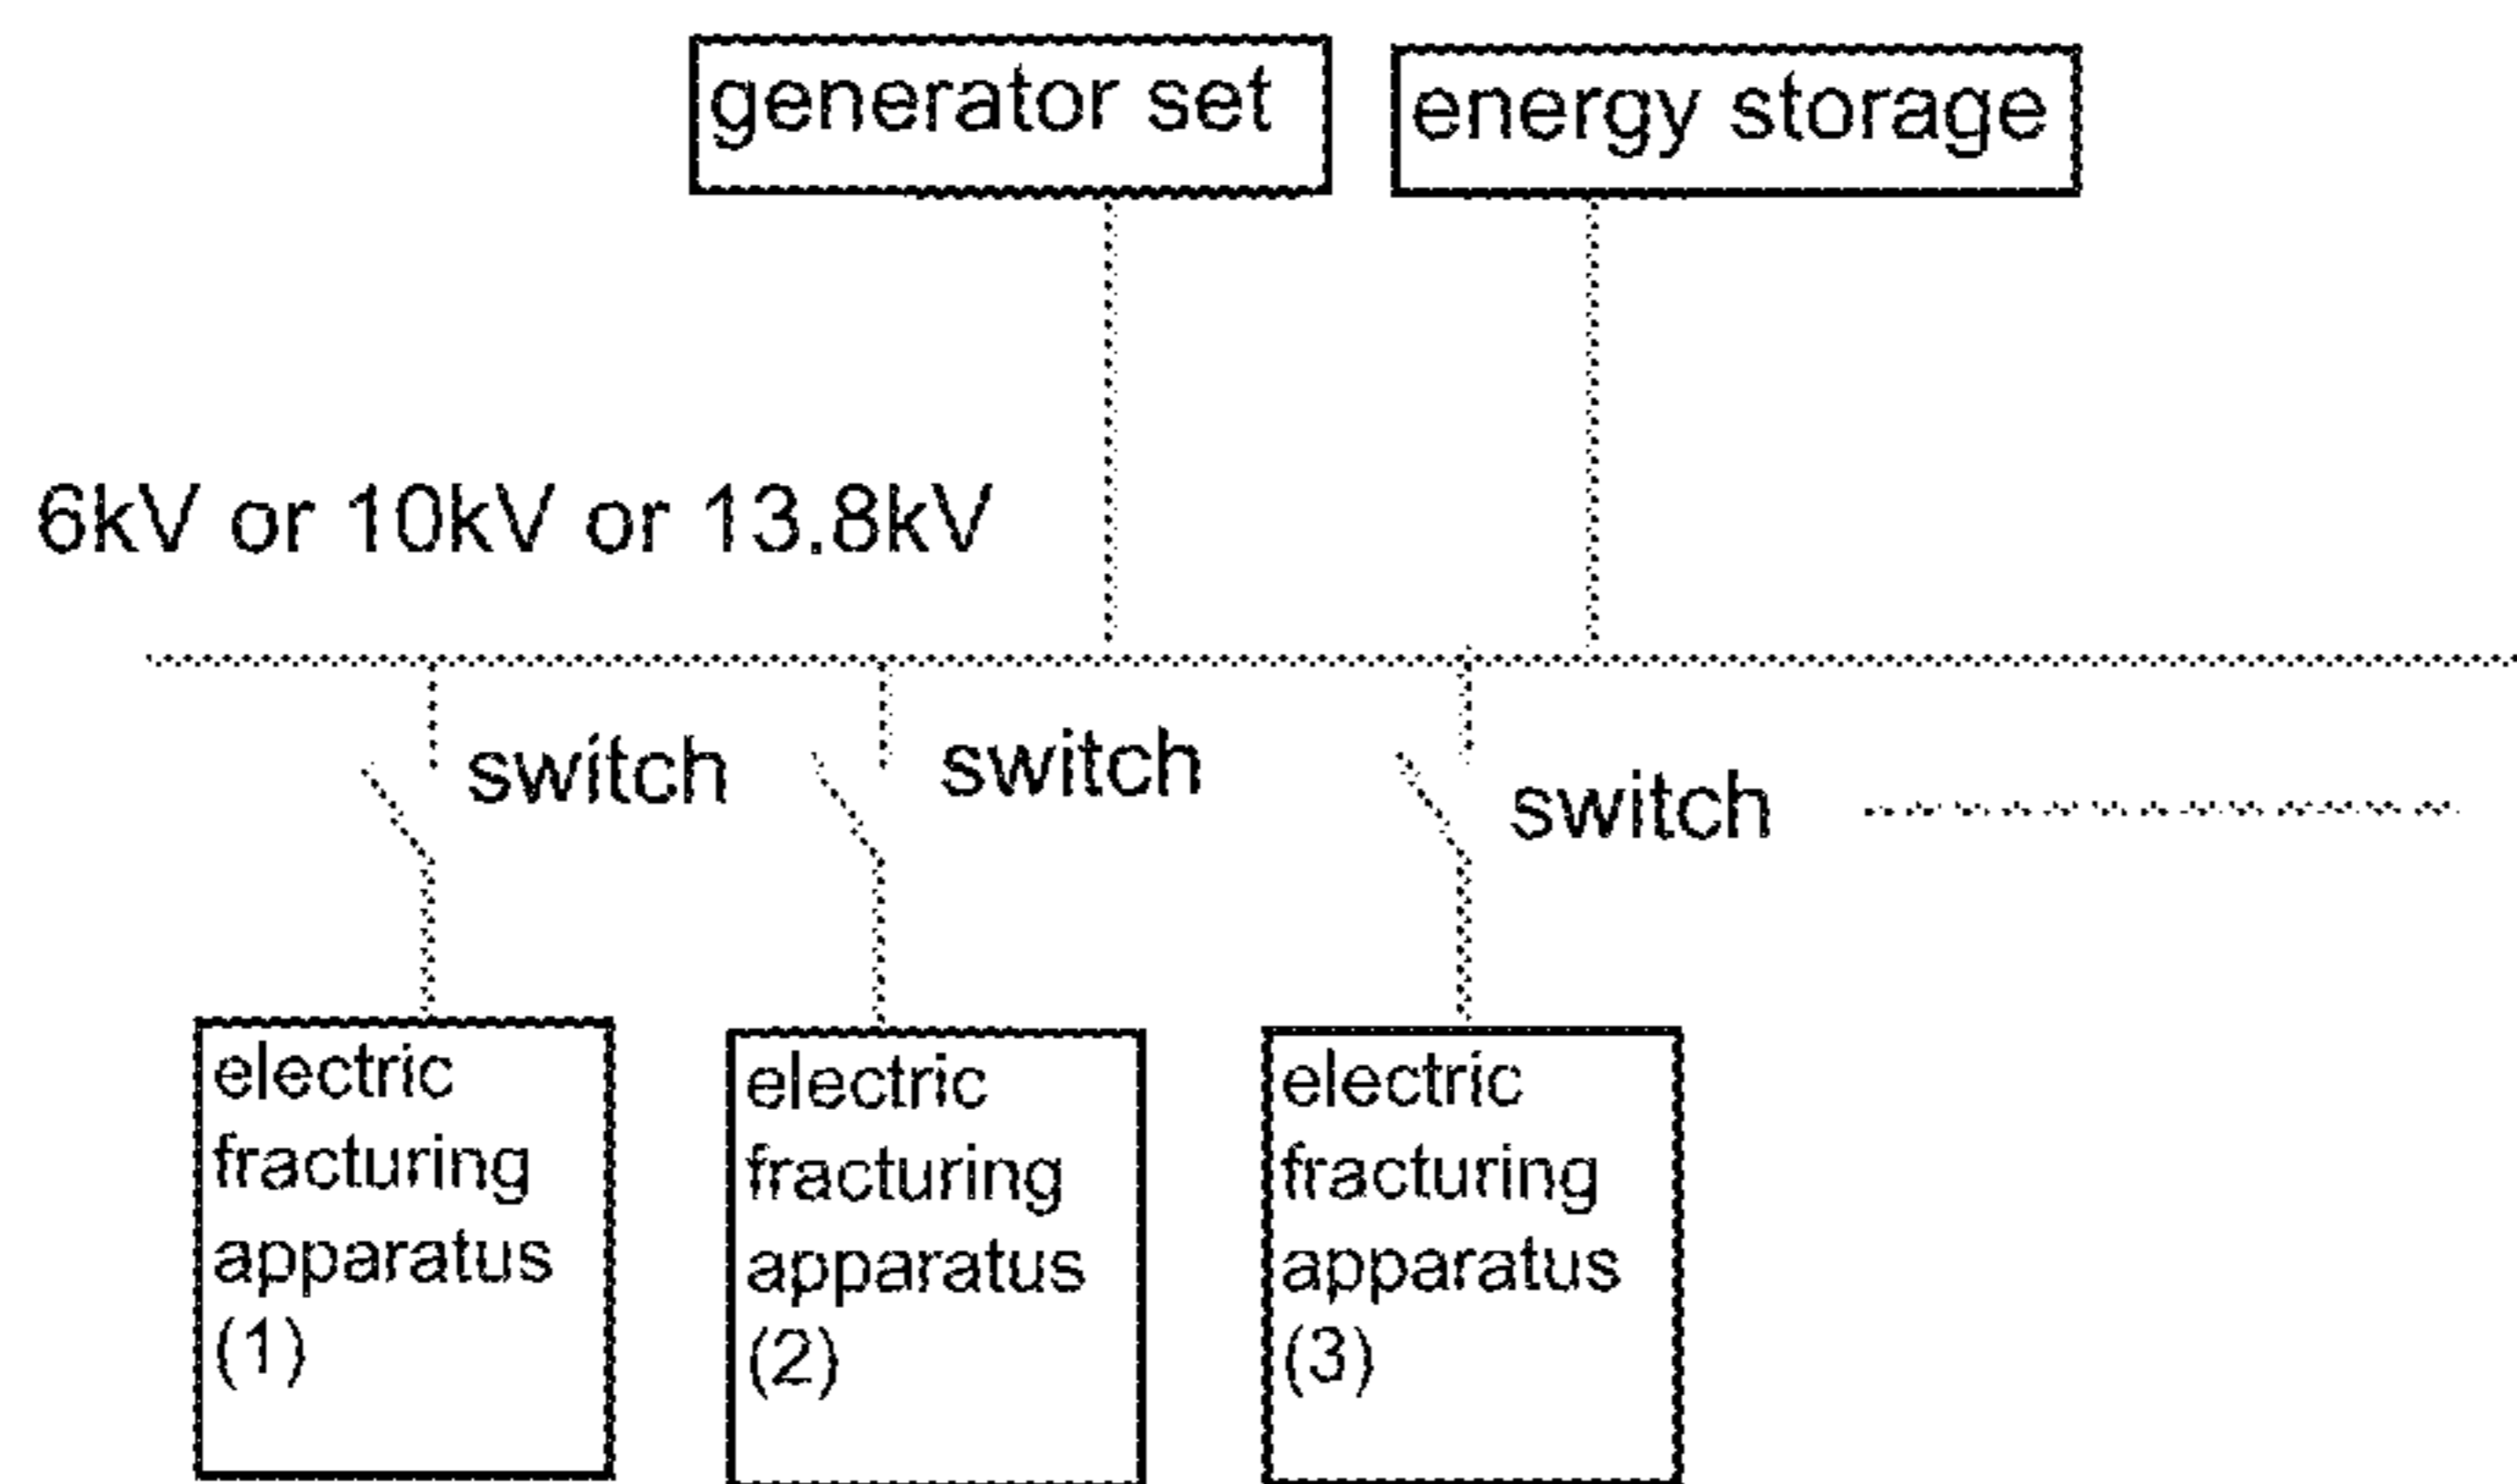 generator set
energy storage
6kV or 10kV or 13.8kV
switch
switch
switch
electric
fracturing
apparatus
(1)
electric
fracturing
apparatus
(2)
electric
fracturing
apparatus
(3)